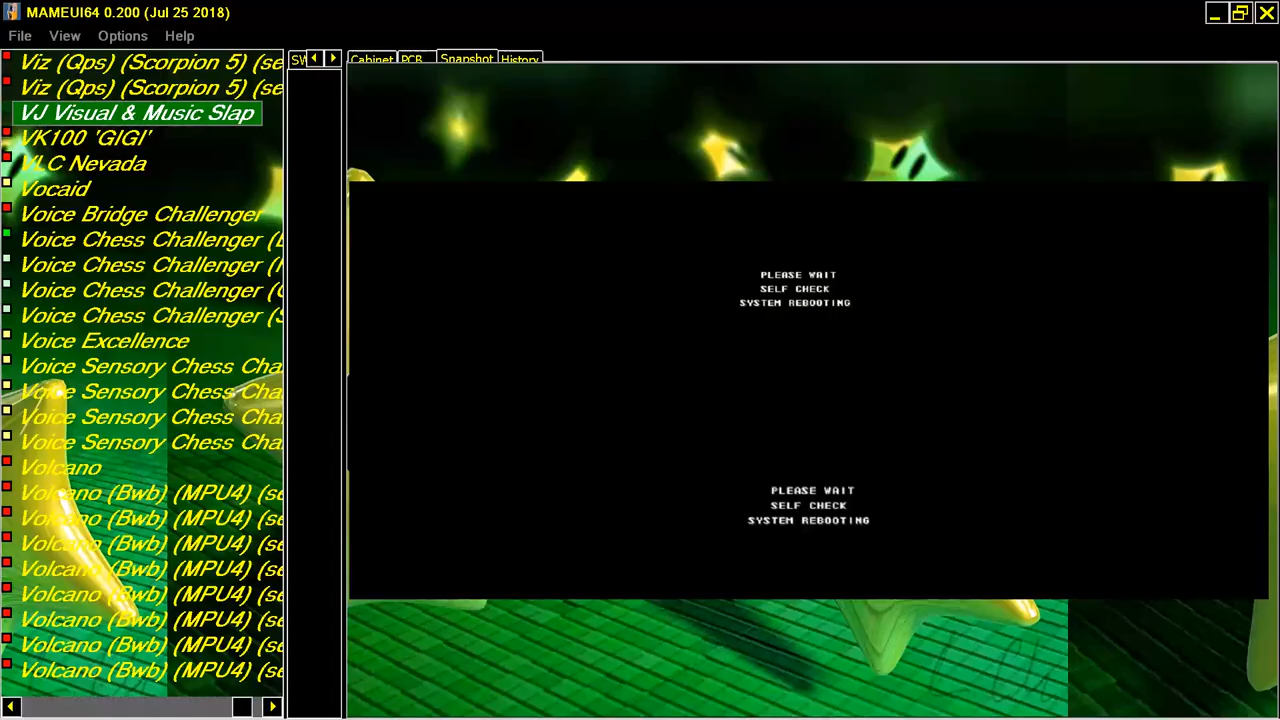 MAMEUI64 0.200 (Jul 25 2018)
File View Options Help
SW
Cabinet PCB Snapshot History
Viz (Qps) (Scorpion 5) (se
Viz (Qps) (Scorpion 5) (se
VJ Visual & Music Slap
VK100 'GIGI'
VLC Nevada
Vocaid
Voice Bridge Challenger
Voice Chess Challenger (
Voice Chess Challenger (
Voice Chess Challenger (
Voice Chess Challenger (
Voice Excellence
Voice Sensory Chess Cha
Voice Sensory Chess Cha
Voice Sensory Chess Cha
Voice Sensory Chess Cha
Volcano
Volcano (Bwb) (MPU4) (se
Volcano (Bwb) (MPU4) (se
Volcano (Bwb) (MPU4) (se
Volcano (Bwb) (MPU4) (se
Volcano (Bwb) (MPU4) (se
Volcano (Bwb) (MPU4) (se
Volcano (Bwb) (MPU4) (se
Volcano (Bwb) (MPU4) (se
PLEASE WAIT
SELF CHECK
SYSTEM REBOOTING
PLEASE WAIT
SELF CHECK
SYSTEM REBOOTING